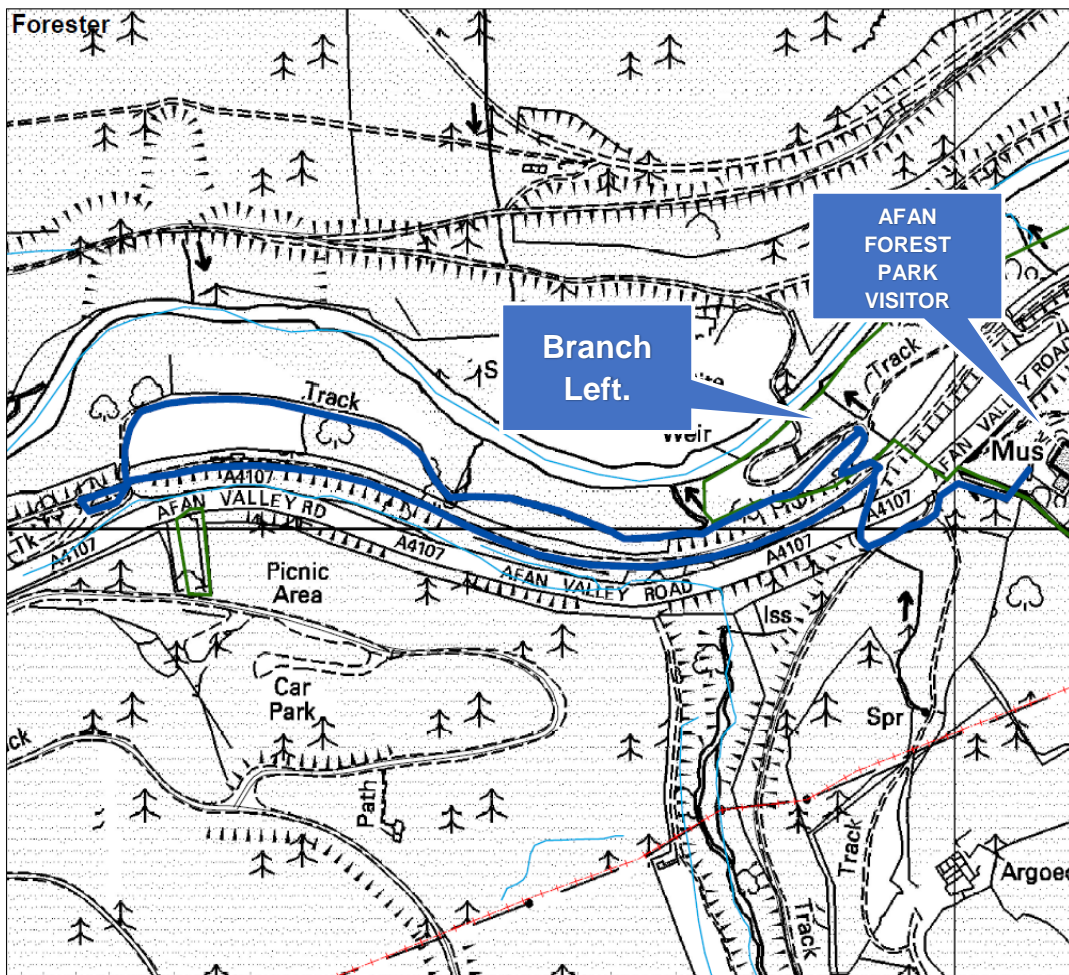 Forester
AFAN
FOREST
PARK
VISITOR
Branch
Left.
Track
Track
Weir
Mus
A4107
AFAN VALLEY RD
A4107
A4107
AFAN VALLEY ROAD
A4107
A4107
AFAN VALLEY ROAD
Tk
Picnic
Area
Iss
Car
Park
Spr
Path
Track
Track
Argoed